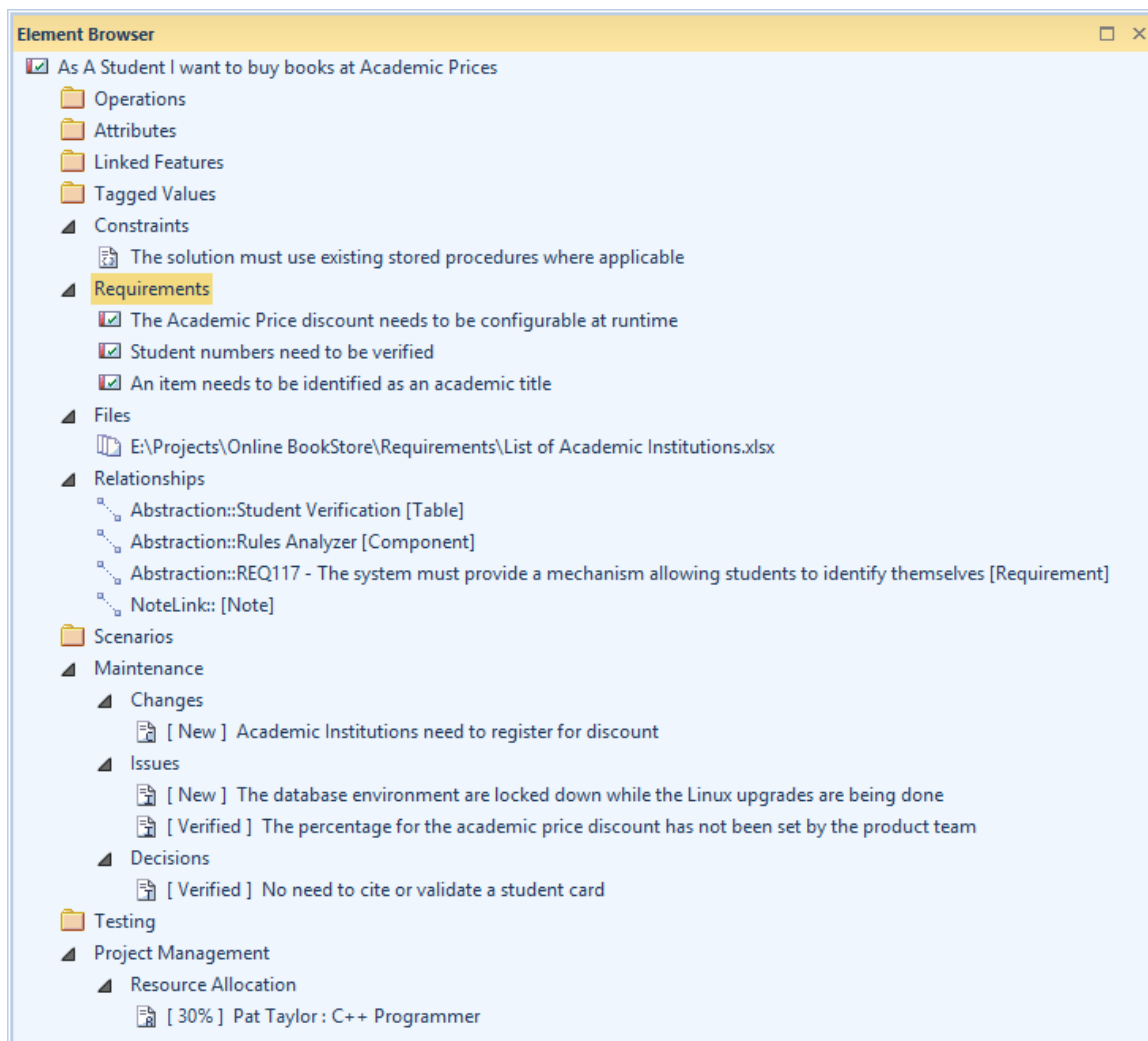 Element Browser
As A Student I want to buy books at Academic Prices
Operations
Attributes
Linked Features
Tagged Values
Constraints
The solution must use existing stored procedures where applicable
Requirements
The Academic Price discount needs to be configurable at runtime
Student numbers need to be verified
An item needs to be identified as an academic title
Files
E:\Projects\Online BookStore\Requirements\List of Academic Institutions.xlsx
Relationships
Abstraction::Student Verification [Table]
Abstraction::Rules Analyzer [Component]
Abstraction::REQ117 - The system must provide a mechanism allowing students to identify themselves [Requirement]
NoteLink:: [Note]
Scenarios
Maintenance
Changes
[ New ] Academic Institutions need to register for discount
Issues
[ New ] The database environment are locked down while the Linux upgrades are being done
[ Verified ] The percentage for the academic price discount has not been set by the product team
Decisions
[ Verified ] No need to cite or validate a student card
Testing
Project Management
Resource Allocation
[ 30% ] Pat Taylor : C++ Programmer